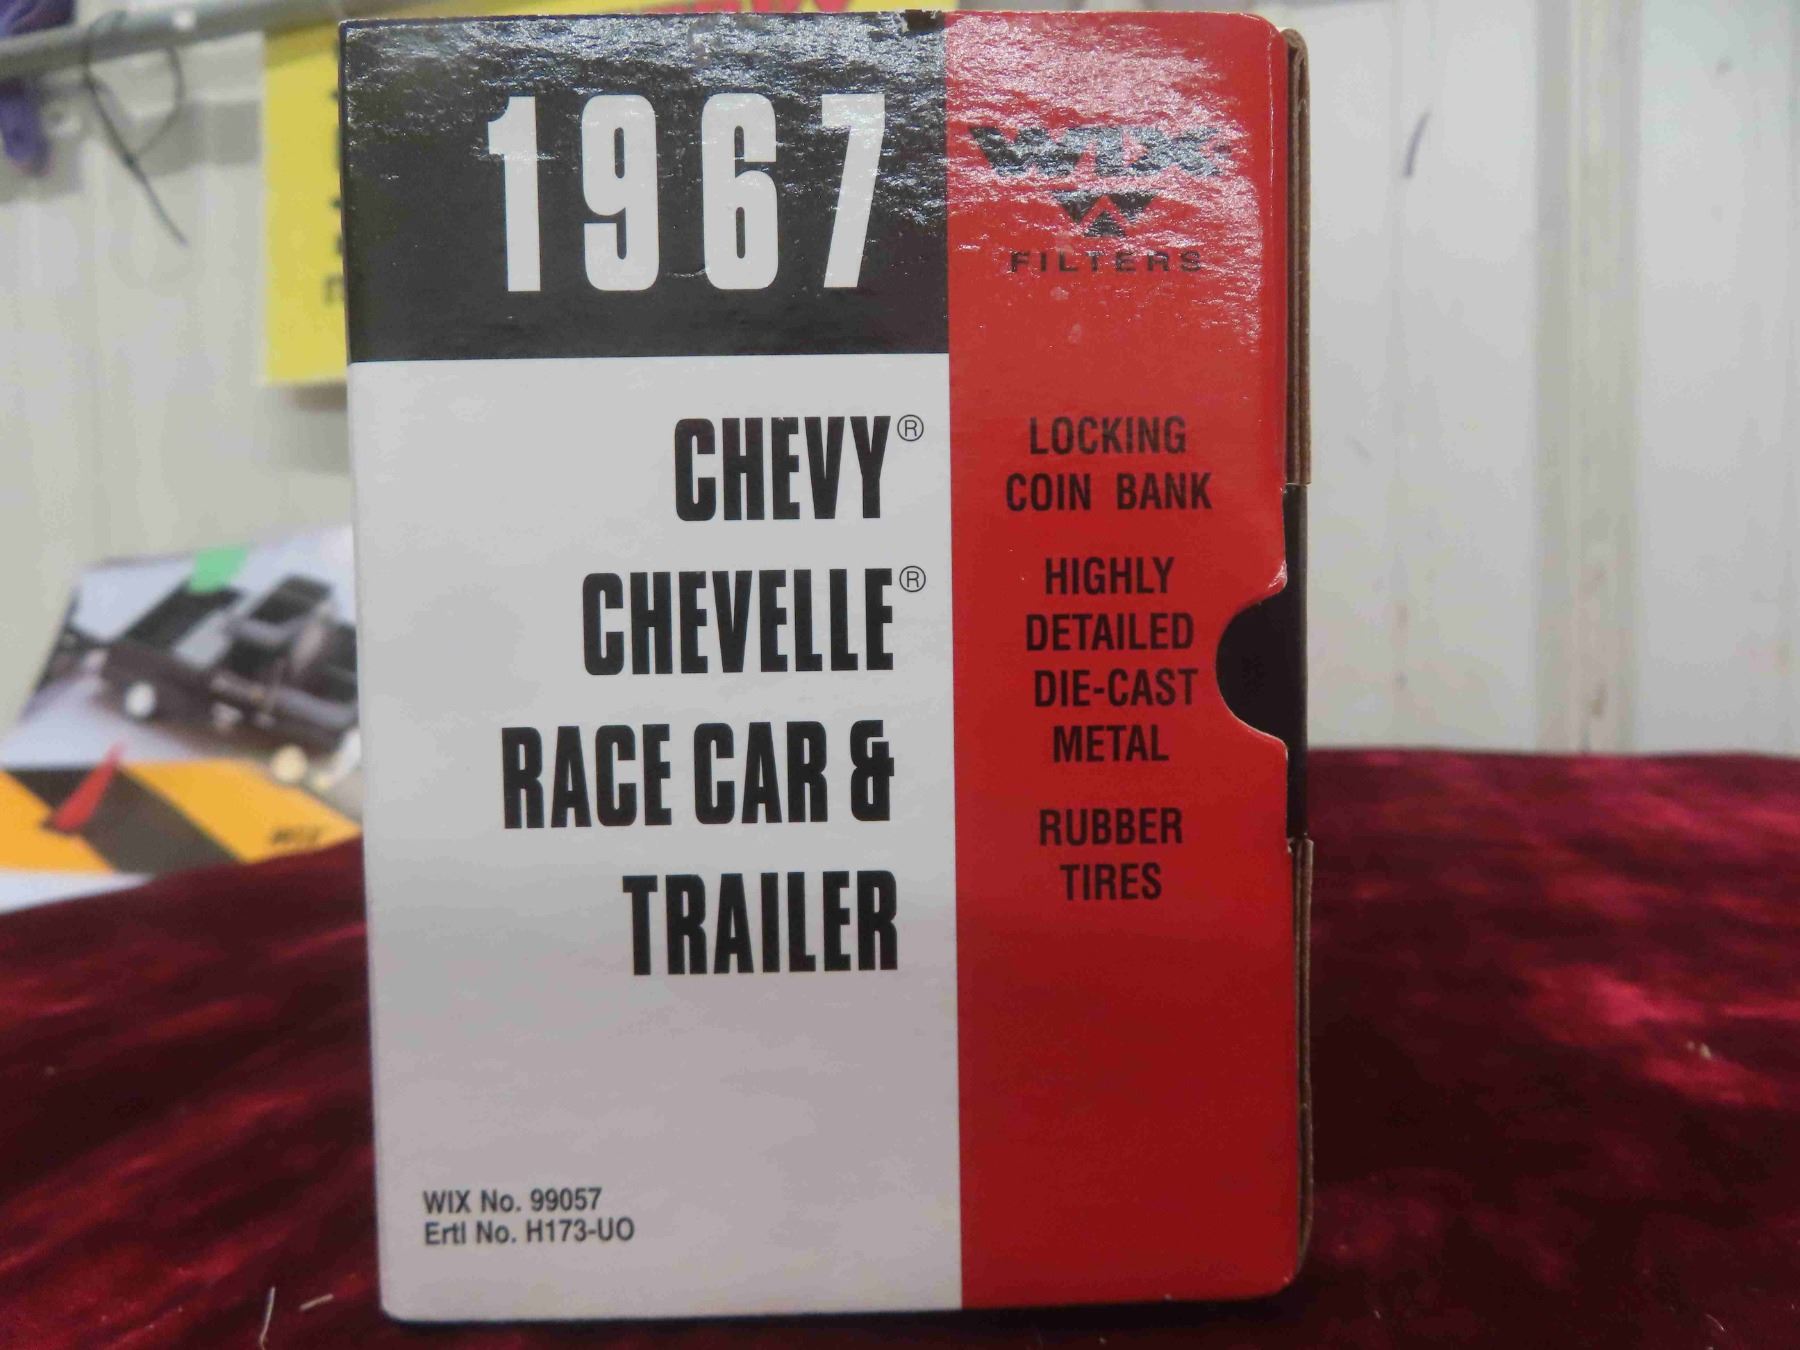 1967
CHEVY®
CHEVELLE®
RACE CAR &
TRAILER
WIX No. 99057
Ertl No. H173-UO
WIX
FILTERS
LOCKING
COIN BANK
HIGHLY
DETAILED
DIE-CAST
METAL
RUBBER
TIRES
WIX